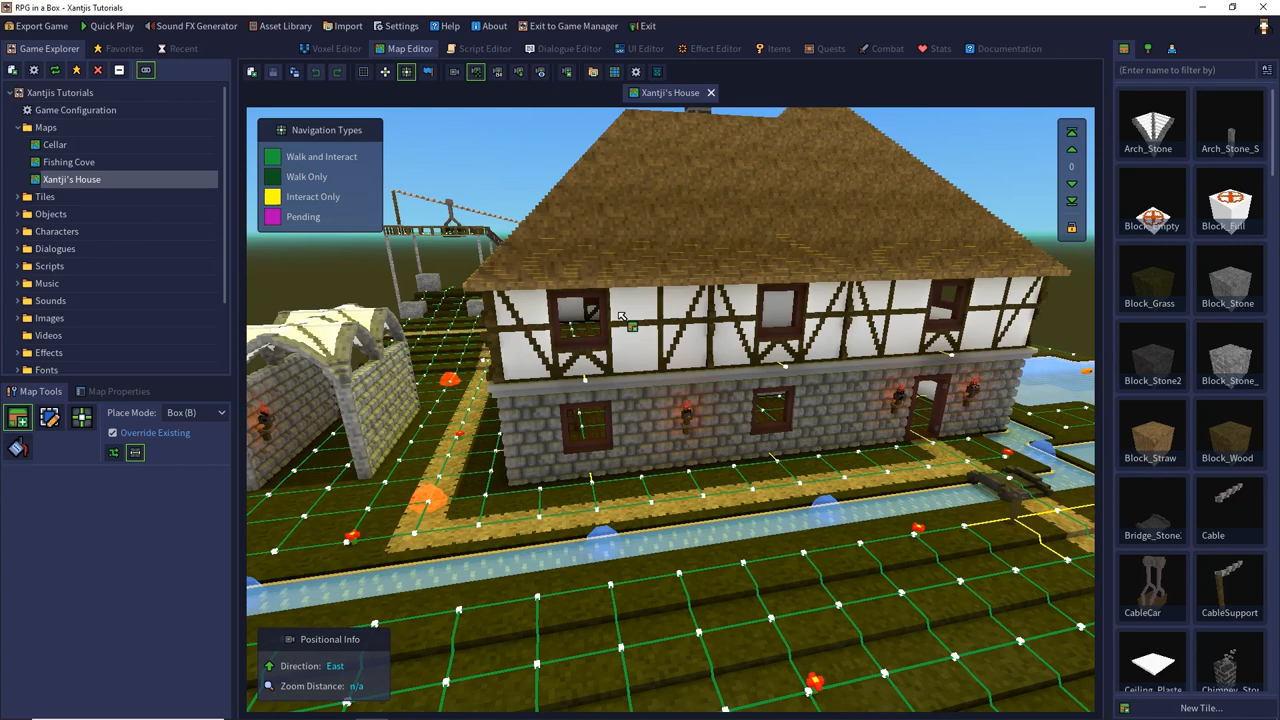 RPG in a Box - Xantjis Tutorials
Export Game Quick Play Sound FX Generator Asset Library Import Settings Help About Exit to Game Manager Exit
Game Explorer Favorites Recent Voxel Editor Map Editor Script Editor Dialogue Editor UI Editor Effect Editor Items Quests Combat Stats Documentation
(Enter name to filter by)
Xantjis Tutorials
Game Configuration
Maps
Cellar
Fishing Cove
Xantji's House
Tiles
Objects
Characters
Dialogues
Scripts
Music
Sounds
Images
Videos
Effects
Fonts
Map Tools Map Properties
Place Mode: Box (B)
Override Existing
Xantji's House
Navigation Types
Walk and Interact
Walk Only
Interact Only
Pending
0
Positional Info
Direction: East
Zoom Distance: n/a
Arch_Stone Arch_Stone_S
Block_Empty Block_Full
Block_Grass Block_Stone
Block_Stone2 Block_Stone_
Block_Straw Block_Wood
Bridge_Stone Cable
CableCar CableSupport
Ceiling_Plaste Chimney_Sto
New Tile...